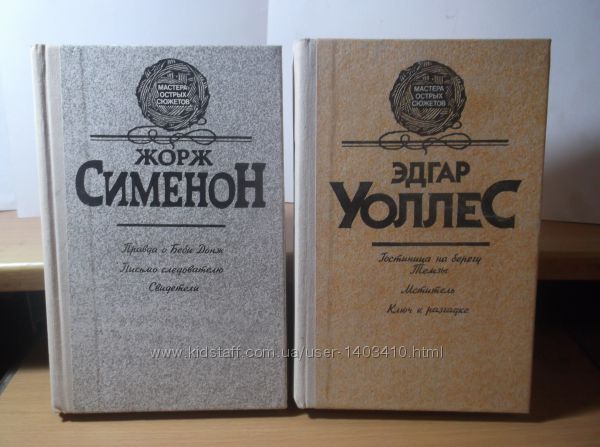 МАСТЕРА
ОСТРЫХ
СЮЖЕТОВ
ЖОРЖ
СИМЕНОН
Правда о Беби Донж
Письмо следователю
Свидетели
МАСТЕРА
ОСТРЫХ
СЮЖЕТОВ
ЭДГАР
УОЛЛЕС
Гостиница на берегу
Темзы
Мститель
Ключ к разгадке
www.kidstaff.com.ua/user-1403410.html